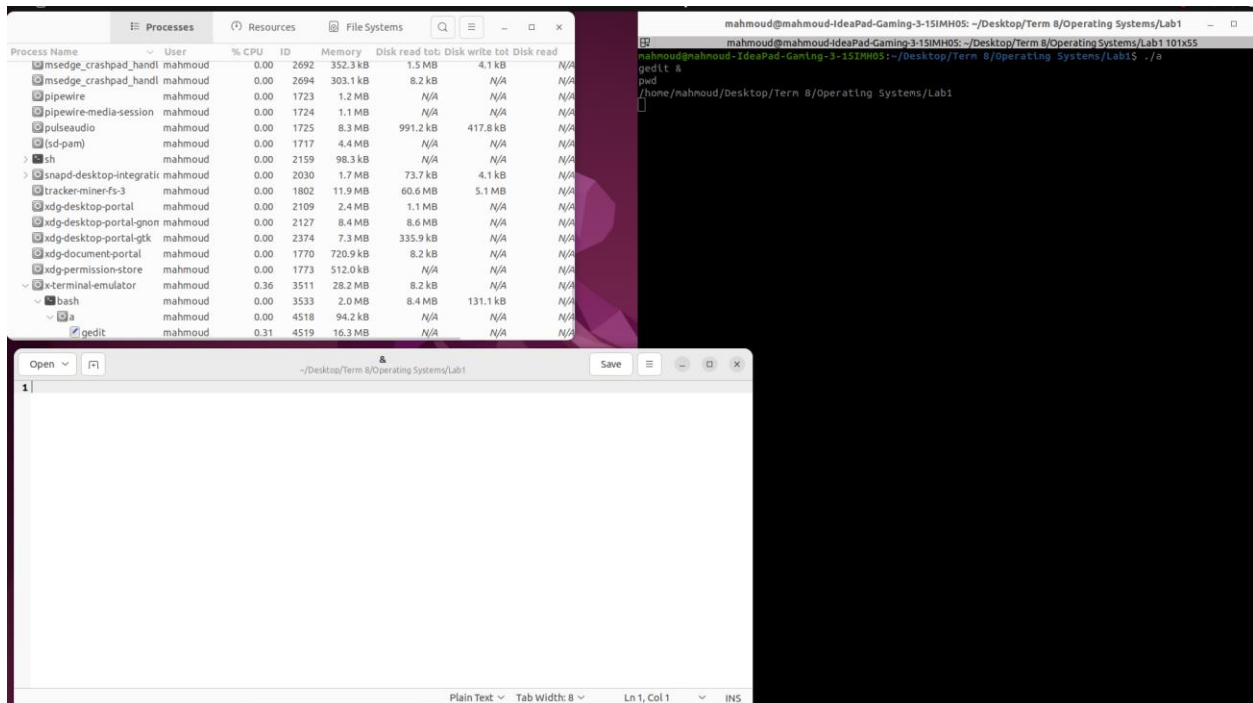 Processes Resources File Systems
Process Name User % CPU ID Memory Disk read tot: Disk write tot Disk read
msedge_crashpad_handl mahmoud 0.00 2692 352.3 kB 1.5 MB 4.1 kB N/A
msedge_crashpad_handl mahmoud 0.00 2694 303.1 kB 8.2 kB N/A N/A
pipewire mahmoud 0.00 1723 1.2 MB N/A N/A N/A
pipewire-media-session mahmoud 0.00 1724 1.1 MB N/A N/A N/A
pulseaudio mahmoud 0.00 1725 8.3 MB 991.2 kB 417.8 kB N/A
(sd-pam) mahmoud 0.00 1717 4.4 MB N/A N/A N/A
sh mahmoud 0.00 2159 98.3 kB N/A N/A N/A
snapd-desktop-integratic mahmoud 0.00 2030 1.7 MB 73.7 kB 4.1 kB N/A
tracker-miner-fs-3 mahmoud 0.00 1802 11.9 MB 60.6 MB 5.1 MB N/A
xdg-desktop-portal mahmoud 0.00 2109 2.4 MB 1.1 MB N/A N/A
xdg-desktop-portal-gnon mahmoud 0.00 2127 8.4 MB 8.6 MB N/A N/A
xdg-desktop-portal-gtk mahmoud 0.00 2374 7.3 MB 335.9 kB N/A N/A
xdg-document-portal mahmoud 0.00 1770 720.9 kB 8.2 kB N/A N/A
xdg-permission-store mahmoud 0.00 1773 512.0 kB N/A N/A N/A
x-terminal-emulator mahmoud 0.36 3511 28.2 MB 8.2 kB N/A N/A
bash mahmoud 0.00 3533 2.0 MB 8.4 MB 131.1 kB N/A
a mahmoud 0.00 4518 94.2 kB N/A N/A N/A
gedit mahmoud 0.31 4519 16.3 MB N/A N/A N/A
mahmoud@mahmoud-IdeaPad-Gaming-3-15IMH05: ~/Desktop/Term 8/Operating Systems/Lab1
mahmoud@mahmoud-IdeaPad-Gaming-3-15IMH05: ~/Desktop/Term 8/Operating Systems/Lab1 101x55
mahmoud@mahmoud-IdeaPad-Gaming-3-15IMH05:~/Desktop/Term 8/Operating Systems/Lab1$ ./a
gedit &
pwd
/home/mahmoud/Desktop/Term 8/Operating Systems/Lab1
Open & Save
~/Desktop/Term 8/Operating Systems/Lab1
1
Plain Text Tab Width: 8 Ln 1, Col 1 INS